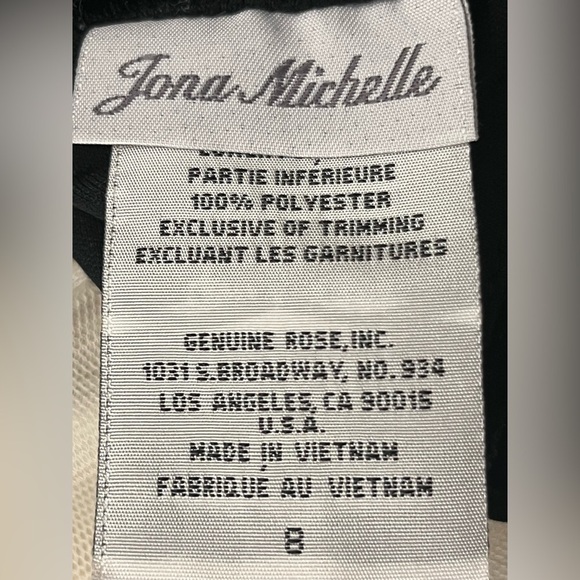 Jona Michelle
PARTIE INFÉRIEURE
100% POLYESTER
EXCLUSIVE OF TRIMMING
EXCLUANT LES GARNITURES
GENUINE ROSE,INC.
1031 S.BROADWAY, NO. 934
LOS ANGELES, CA 90015
U.S.A.
MADE IN VIETNAM
FABRIQUE AU VIETNAM
8